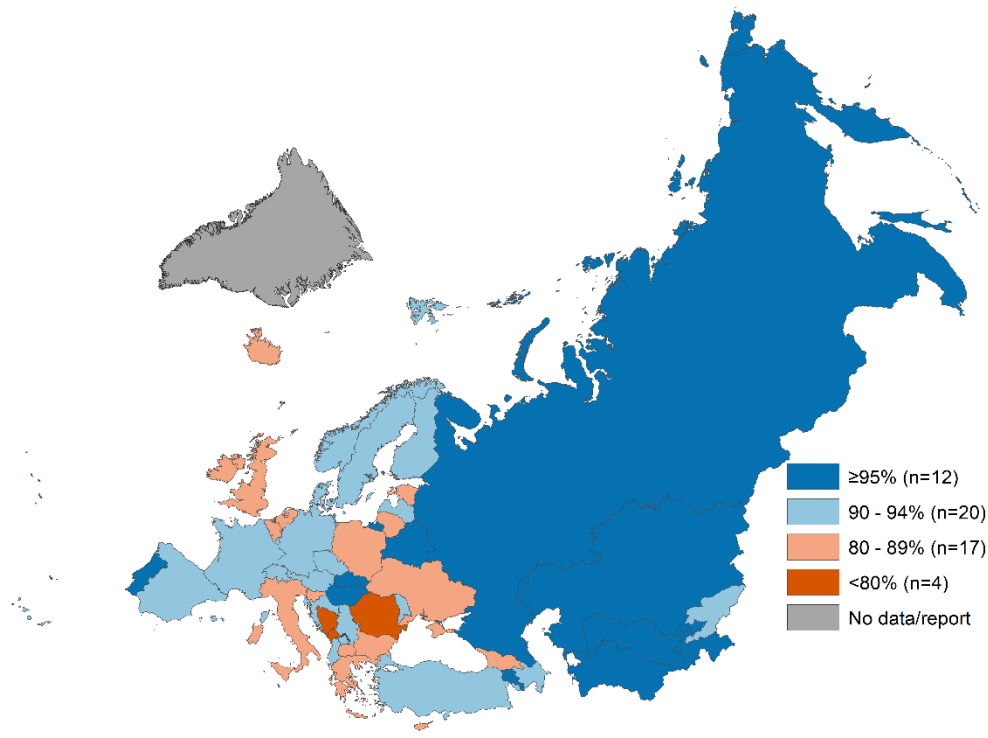 ≥95% (n=12)
90 - 94% (n=20)
80 - 89% (n=17)
<80% (n=4)
No data/report